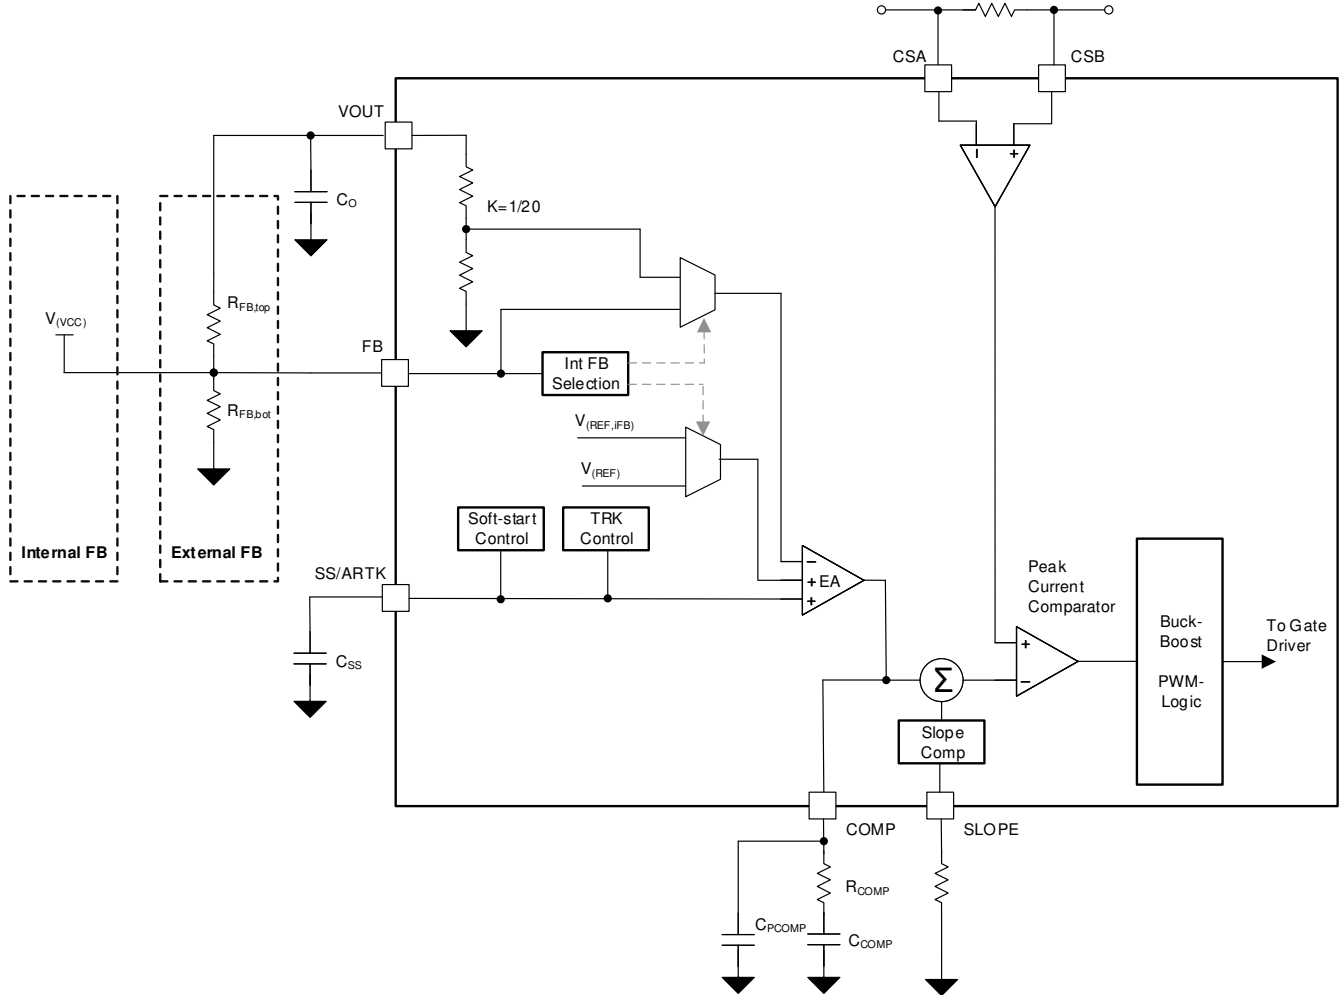 CSA
CSB
VOUT
I
+
CO
K=1/20
RFB,top
V(VCC)
FB
Int FB
Selection
RFB,bot
V(REF,iFB)
V(REF)
Soft-start
Control
TRK
Control
Internal FB
External FB
SS/ARTK
−
+ EA
+
Peak
Current
Comparator
Buck-
Boost
PWM-
Logic
To Gate
Driver
+
−
CSS
Σ
Slope
Comp
COMP
SLOPE
RCOMP
CPCOMP
CCOMP